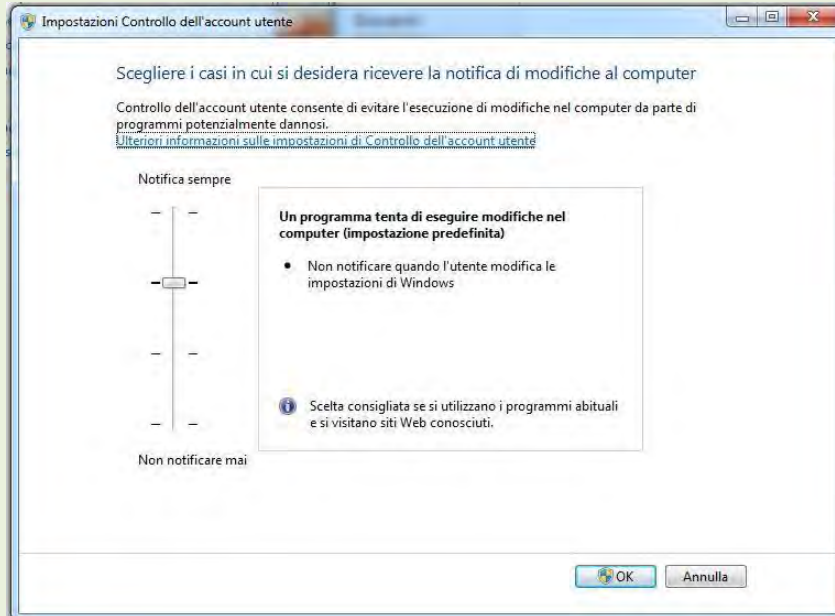 Impostazioni Controllo dell'account utente
Scegliere i casi in cui si desidera ricevere la notifica di modifiche al computer
Controllo dell'account utente consente di evitare l'esecuzione di modifiche nel computer da parte di
programmi potenzialmente dannosi.
Ulteriori informazioni sulle impostazioni di Controllo dell'account utente
Notifica sempre
Un programma tenta di eseguire modifiche nel
computer (impostazione predefinita)
Non notificare quando l'utente modifica le
impostazioni di Windows
Scelta consigliata se si utilizzano i programmi abituali
e si visitano siti Web conosciuti.
Non notificare mai
OK
Annulla